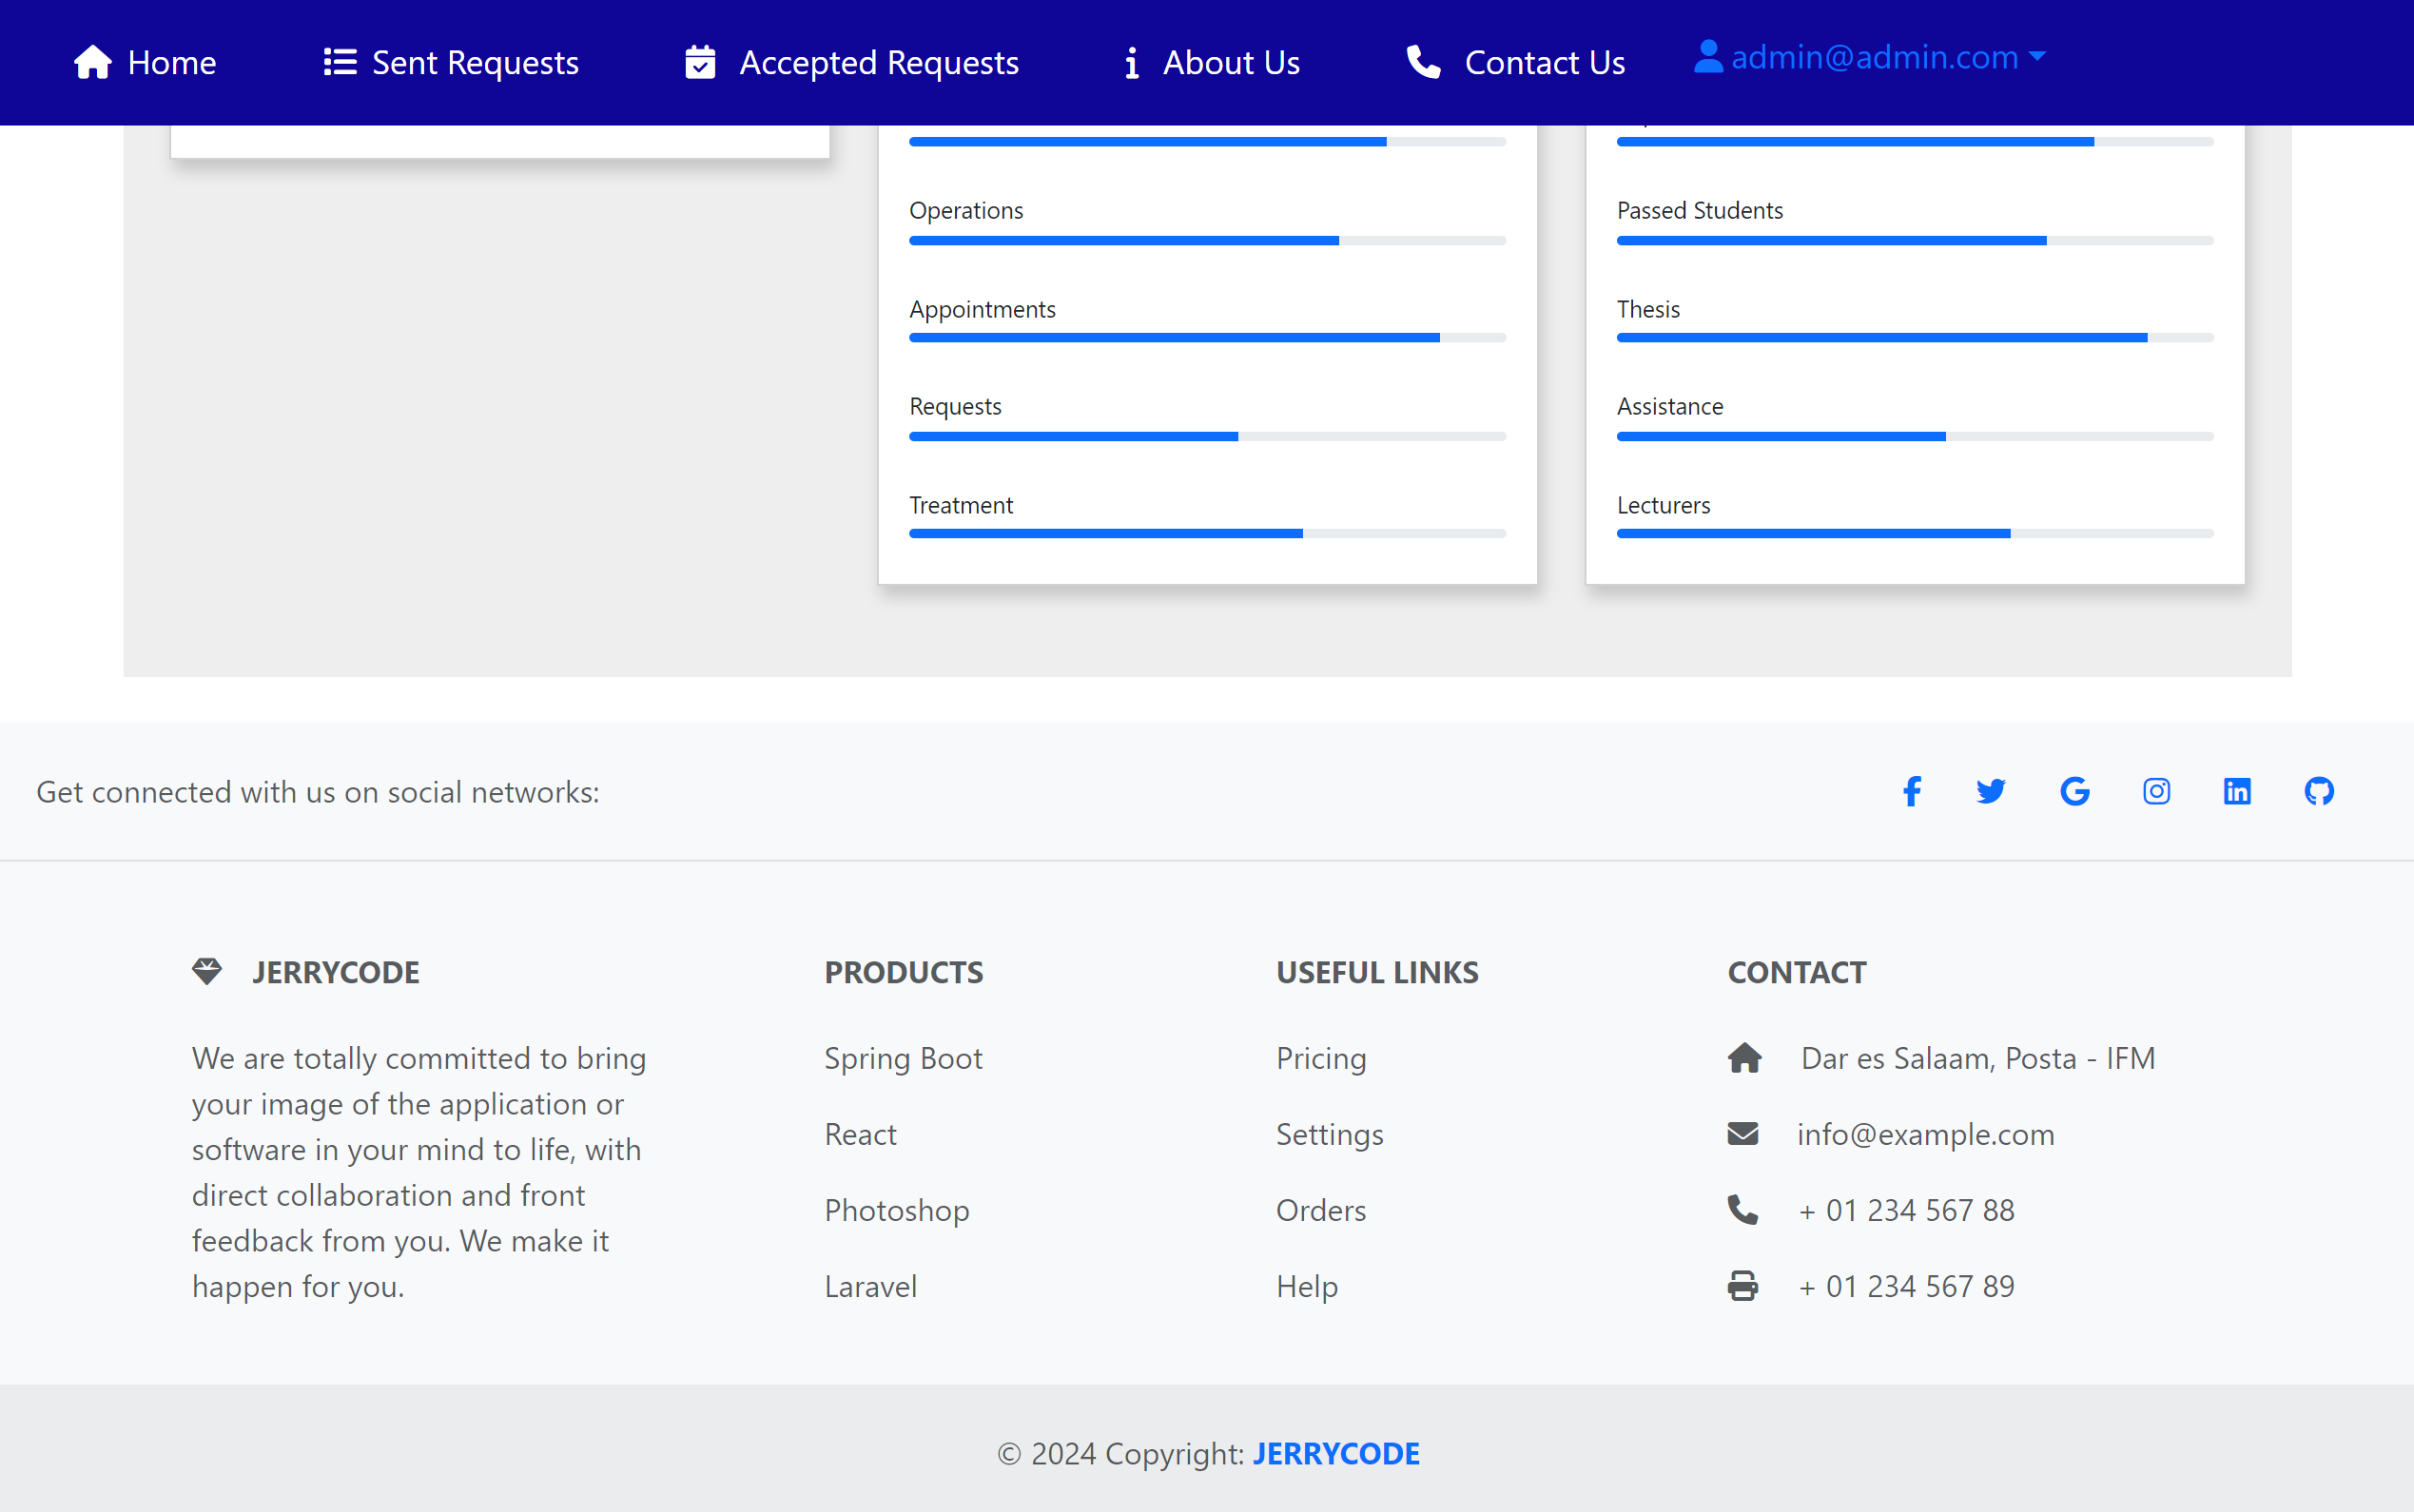 Home
Sent Requests
Accepted Requests
About Us
Contact Us
admin@admin.com
Operations
Appointments
Requests
Treatment
Passed Students
Thesis
Assistance
Lecturers
Get connected with us on social networks:
JERRYCODE
We are totally committed to bring
your image of the application or
software in your mind to life, with
direct collaboration and front
feedback from you. We make it
happen for you.
PRODUCTS
Spring Boot
React
Photoshop
Laravel
USEFUL LINKS
Pricing
Settings
Orders
Help
CONTACT
Dar es Salaam, Posta - IFM
info@example.com
+ 01 234 567 88
+ 01 234 567 89
© 2024 Copyright: JERRYCODE